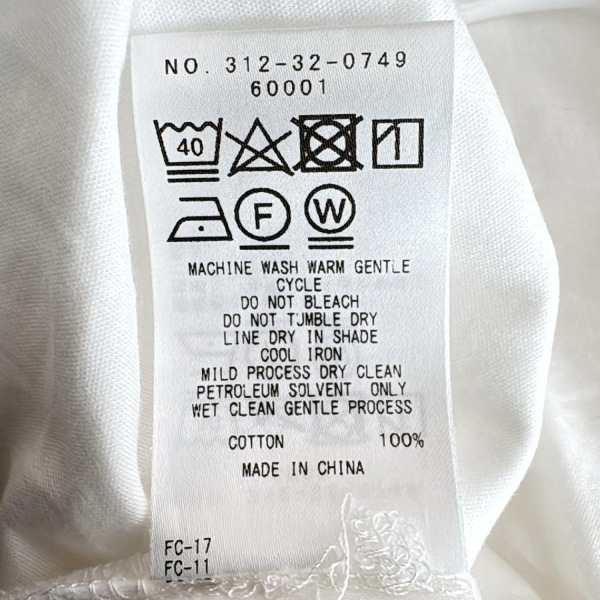 NO. 312-32-0749
60001
40
F W
MACHINE WASH WARM GENTLE
CYCLE
DO NOT BLEACH
DO NOT TUMBLE DRY
LINE DRY IN SHADE
COOL IRON
MILD PROCESS DRY CLEAN
PETROLEUM SOLVENT ONLY
WET CLEAN GENTLE PROCESS
COTTON 100%
MADE IN CHINA
FC-17
FC-11